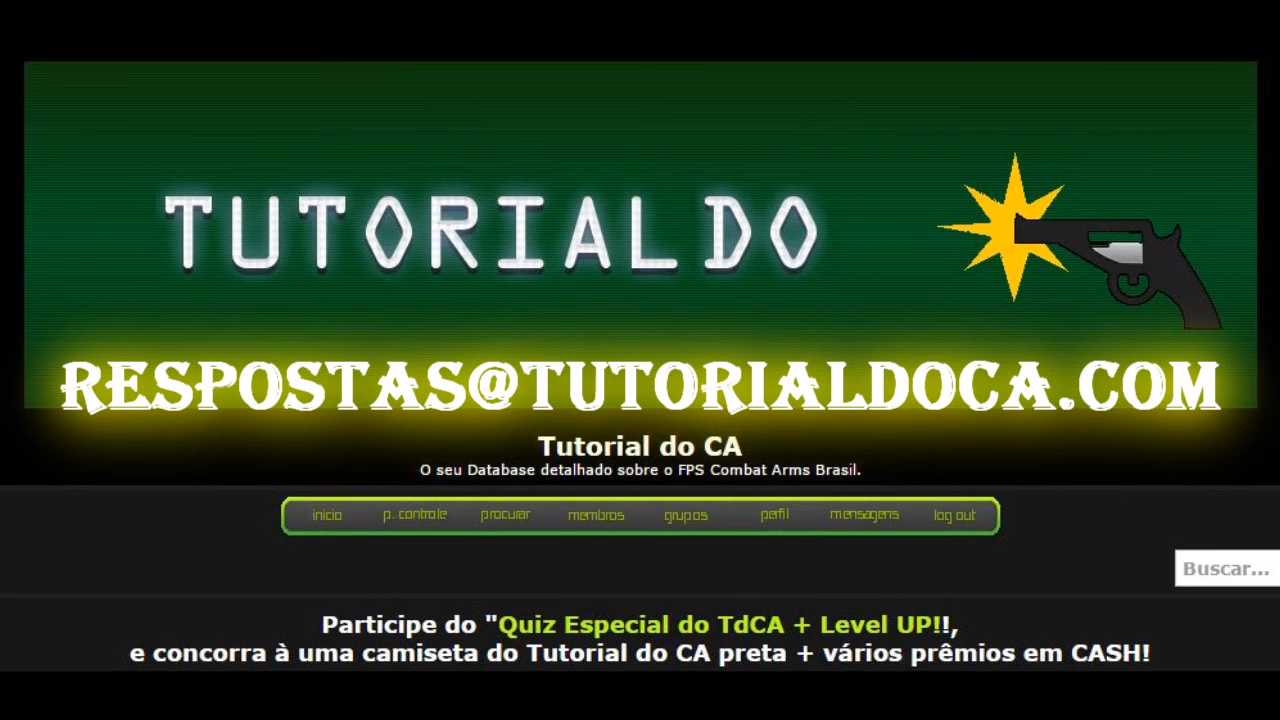 TUTORIAL DO
RESPOSTAS@TUTORIALDOCA.COM
Tutorial do CA
O seu Database detalhado sobre o FPS Combat Arms Brasil.
inicio p. controle procurar membros grupos perfil mensagens log out
Buscar...
Participe do "Quiz Especial do TdCA + Level UP!!,
e concorra à uma camiseta do Tutorial do CA preta + vários prêmios em CASH!